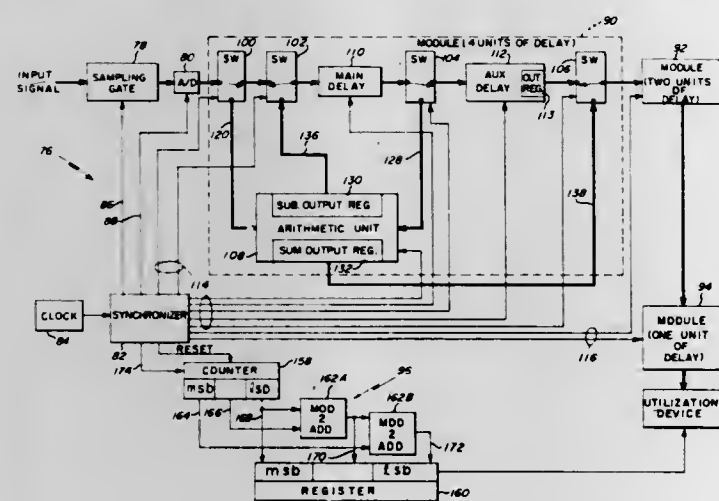 78
80
100
102
110
MODULE (4 UNITS OF DELAY)
90
112
104
106
92
INPUT
SIGNAL
SAMPLING
GATE
A/D
SW
SW
MAIN
DELAY
SW
AUX
DELAY
OUT
REG
113
SW
MODULE
(TWO UNITS
OF
DELAY)
120
136
128
138
76
86
88
130
SUB. OUTPUT REG
ARITHMETIC UNIT
108
SUM OUTPUT REG.
132
114
CLOCK
84
SYNCHRONIZER
82
116
94
MODULE
(ONE UNIT
OF
DELAY)
174
RESET
158
COUNTER
msb
lsb
164
166
168
162A
MOD
2
ADD
96
162B
MOD
2
ADD
170
172
UTILIZATION
DEVICE
msb
lsb
REGISTER
160